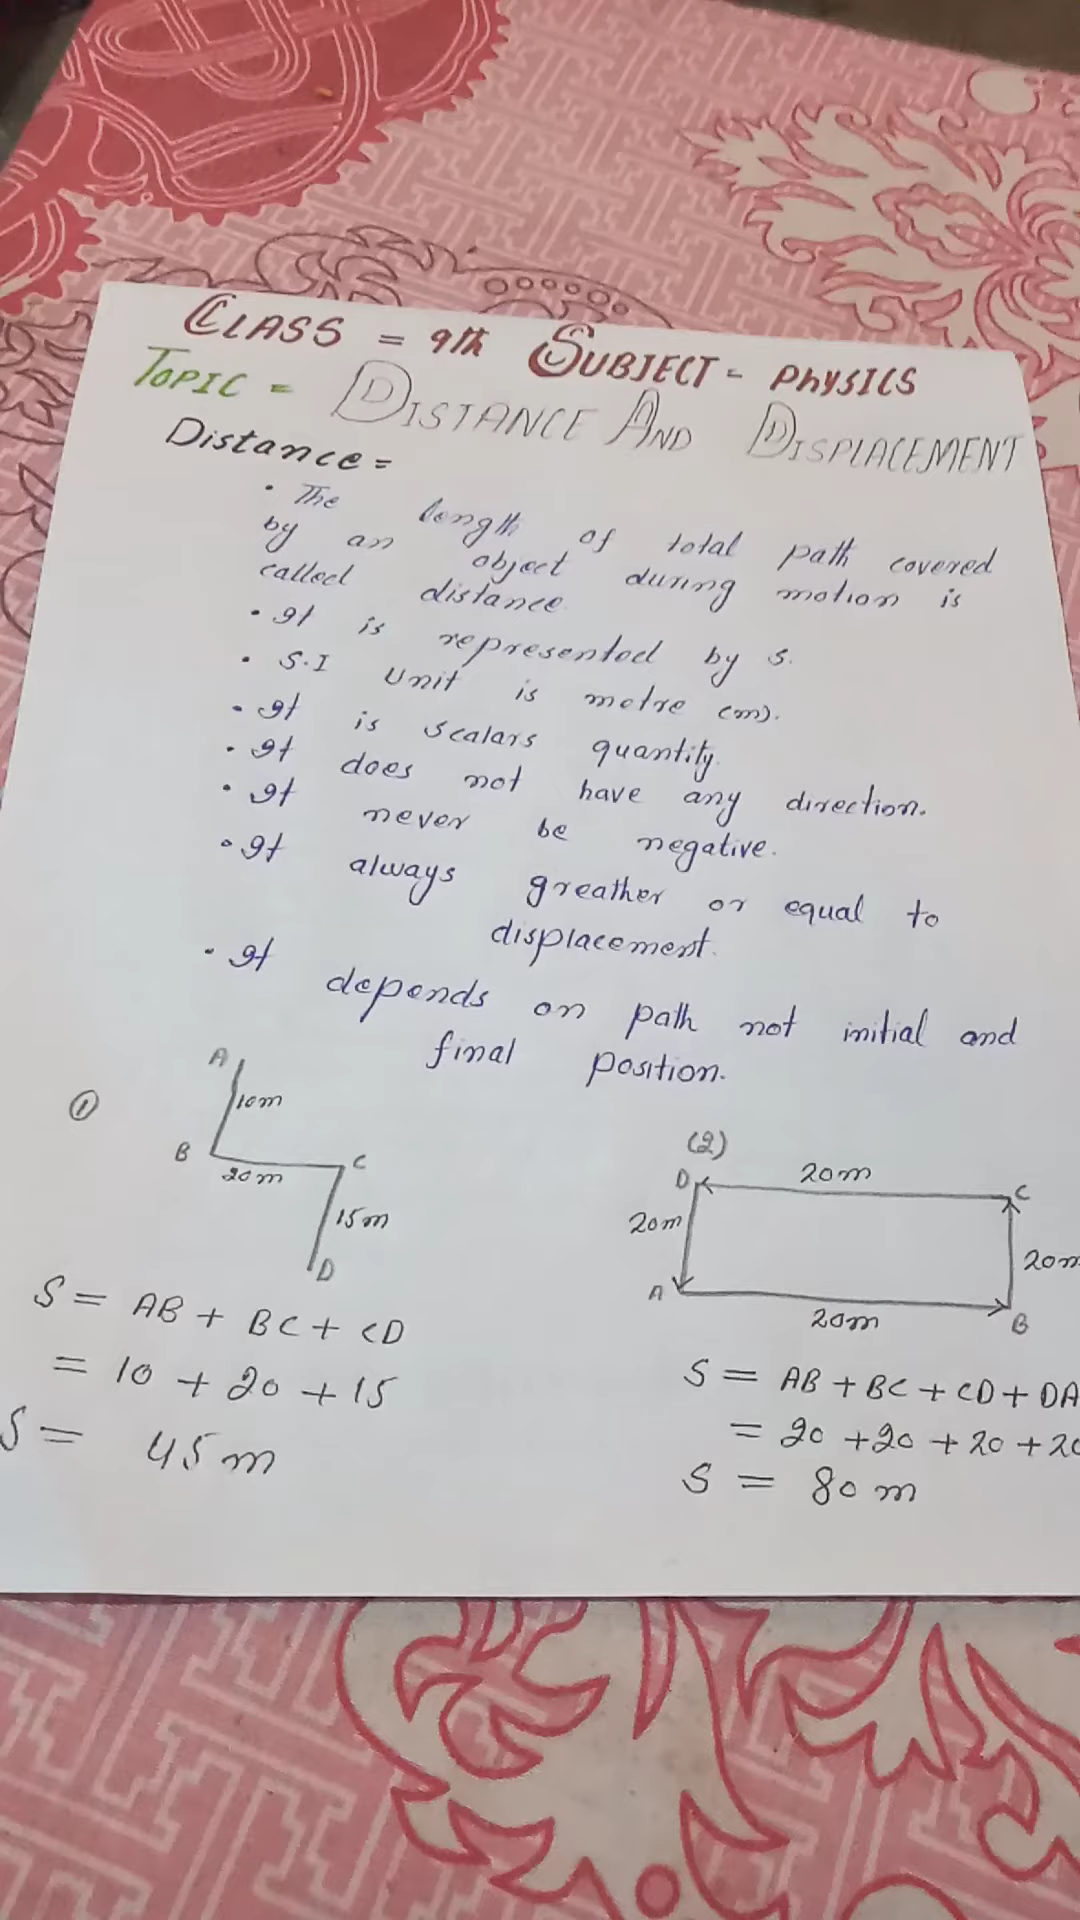 CLASS = 9th SUBJECT - PhySICS
TOPIC = DISTANCE AND DISPLACEMENT
Distance =
• The length of total path covered
by an object during motion is
called distance.
• It is represented by s.
• S.I Unit is metre (m).
• It is scalars quantity.
• It does not have any direction.
• It never be negative.
• It always greather or equal to
displacement.
• It depends on path not initial and
final position.
①
A
10m
B
20m
C
15m
D
S = AB + BC + CD
= 10 + 20 + 15
S = 45m
(2)
D
20m
C
20m
20m
A
20m
B
S = AB + BC + CD + DA
= 20 + 20 + 20 + 20
S = 80 m